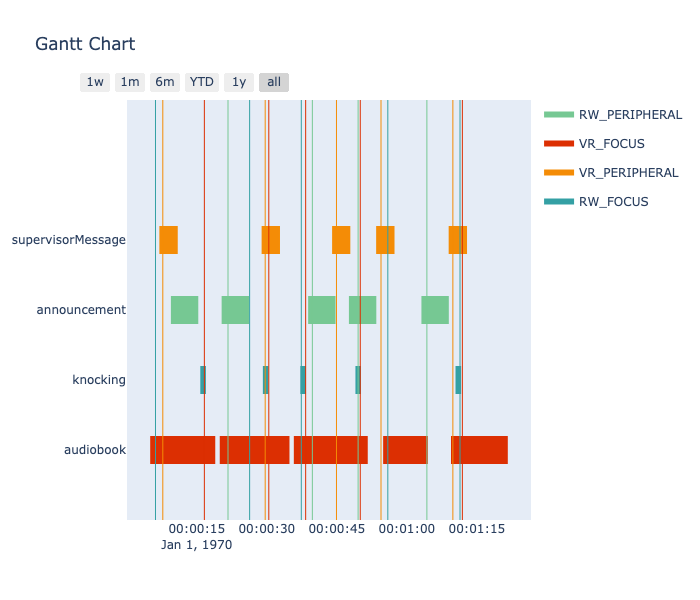 Gantt Chart
1w 1m 6m YTD 1y all
RW_PERIPHERAL
VR_FOCUS
VR_PERIPHERAL
RW_FOCUS
supervisorMessage
announcement
knocking
audiobook
00:00:15 00:00:30 00:00:45 00:01:00 00:01:15
Jan 1, 1970